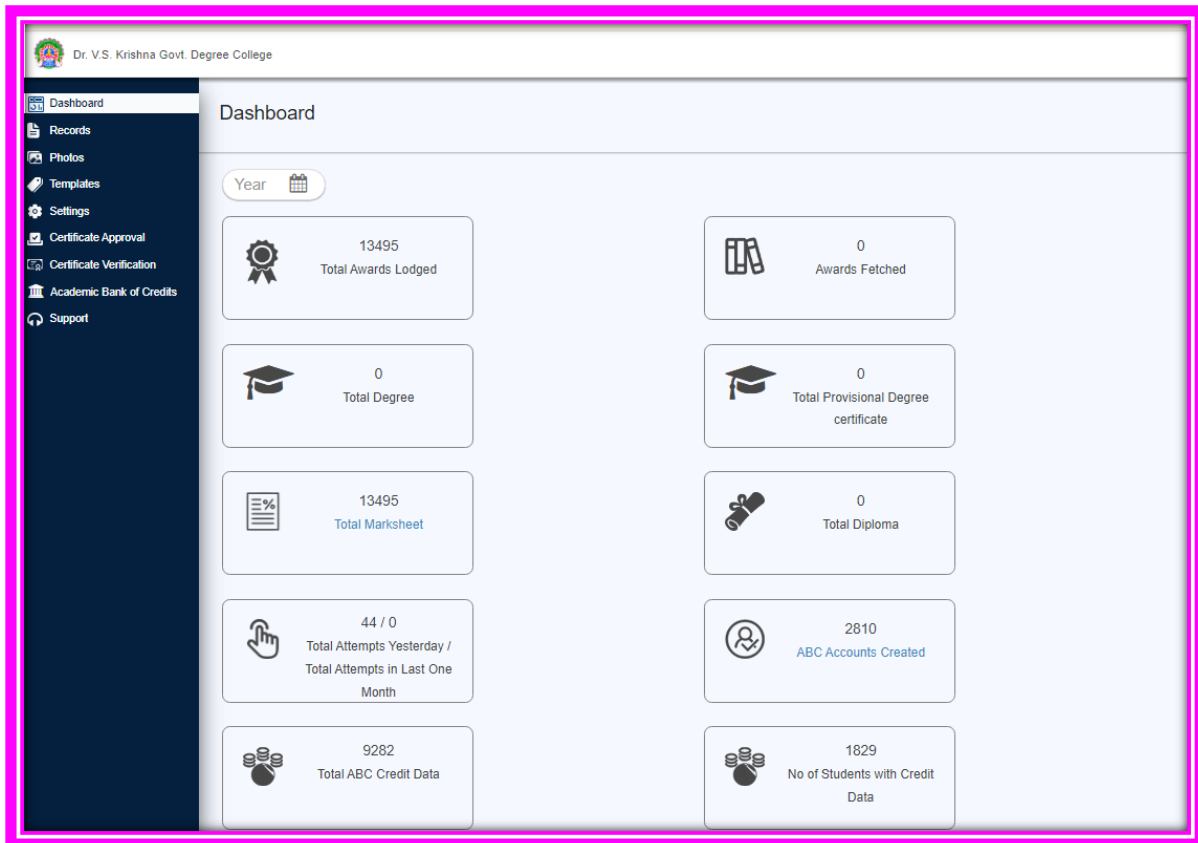 Dr. V.S. Krishna Govt. Degree College
Dashboard
Records
Photos
Templates
Settings
Certificate Approval
Certificate Verification
Academic Bank of Credits
Support
Dashboard
Year
13495
Total Awards Lodged
0
Awards Fetched
0
Total Degree
0
Total Provisional Degree
certificate
13495
Total Marksheet
0
Total Diploma
44 / 0
Total Attempts Yesterday /
Total Attempts in Last One
Month
2810
ABC Accounts Created
9282
Total ABC Credit Data
1829
No of Students with Credit
Data